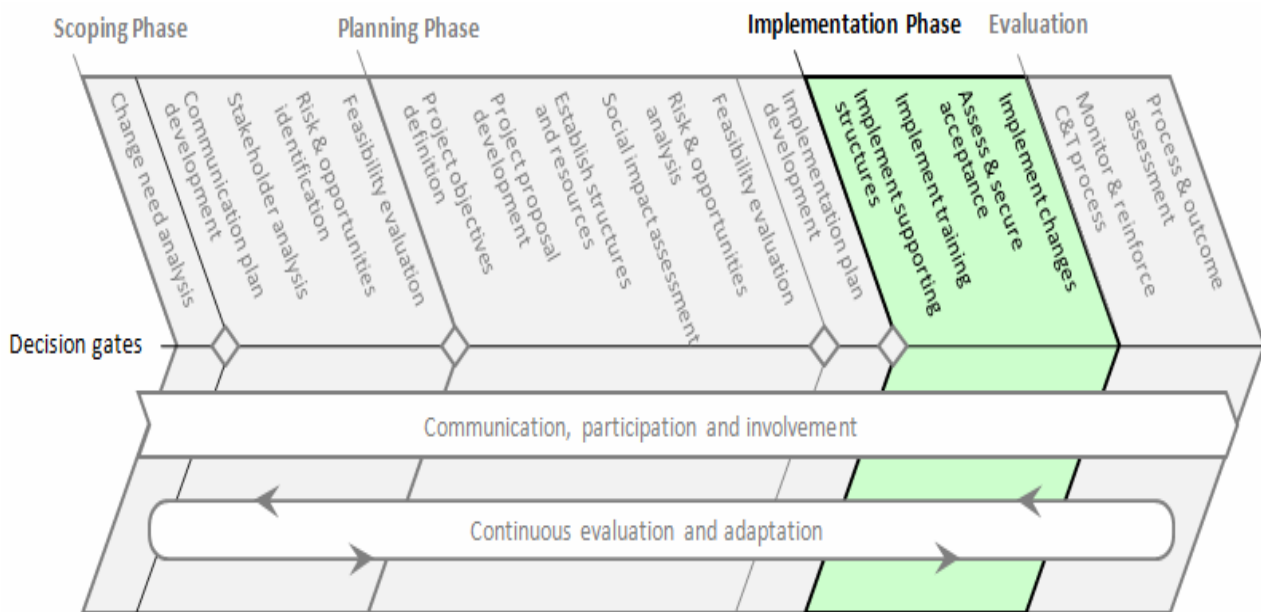 Scoping Phase
Planning Phase
Implementation Phase
Evaluation
Change need analysis
Communication plan
development
Stakeholder analysis
Risk & opportunities
identification
Feasibility evaluation
Project objectives
definition
Project proposal
development
Establish structures
and resources
Social impact assessment
Risk & opportunities
analysis
Feasibility evaluation
Implementation plan
development
Implement supporting
structures
Implement training
Assess & secure
acceptance
Implement changes
Monitor & reinforce
C&T process
Process & outcome
assessment
Decision gates
Communication, participation and involvement
Continuous evaluation and adaptation